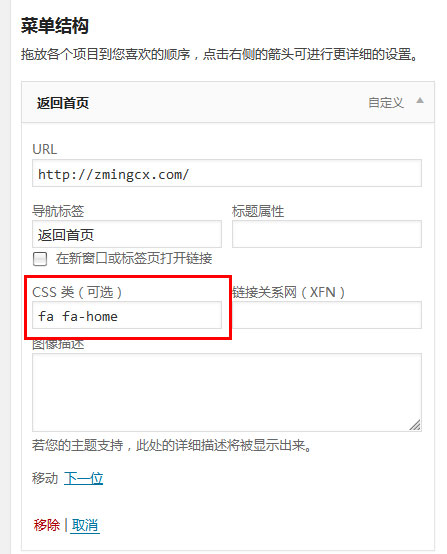 菜单结构
拖放各个项目到您喜欢的顺序，点击右侧的箭头可进行更详细的设置。
返回首页 自定义
URL
http://zmingcx.com/
导航标签 标题属性
返回首页
在新窗口或标签页打开链接
CSS 类（可选） 链接关系网（XFN）
fa fa-home
图像描述
若您的主题支持，此处的详细描述将被显示出来。
移动 下一位
移除 | 取消